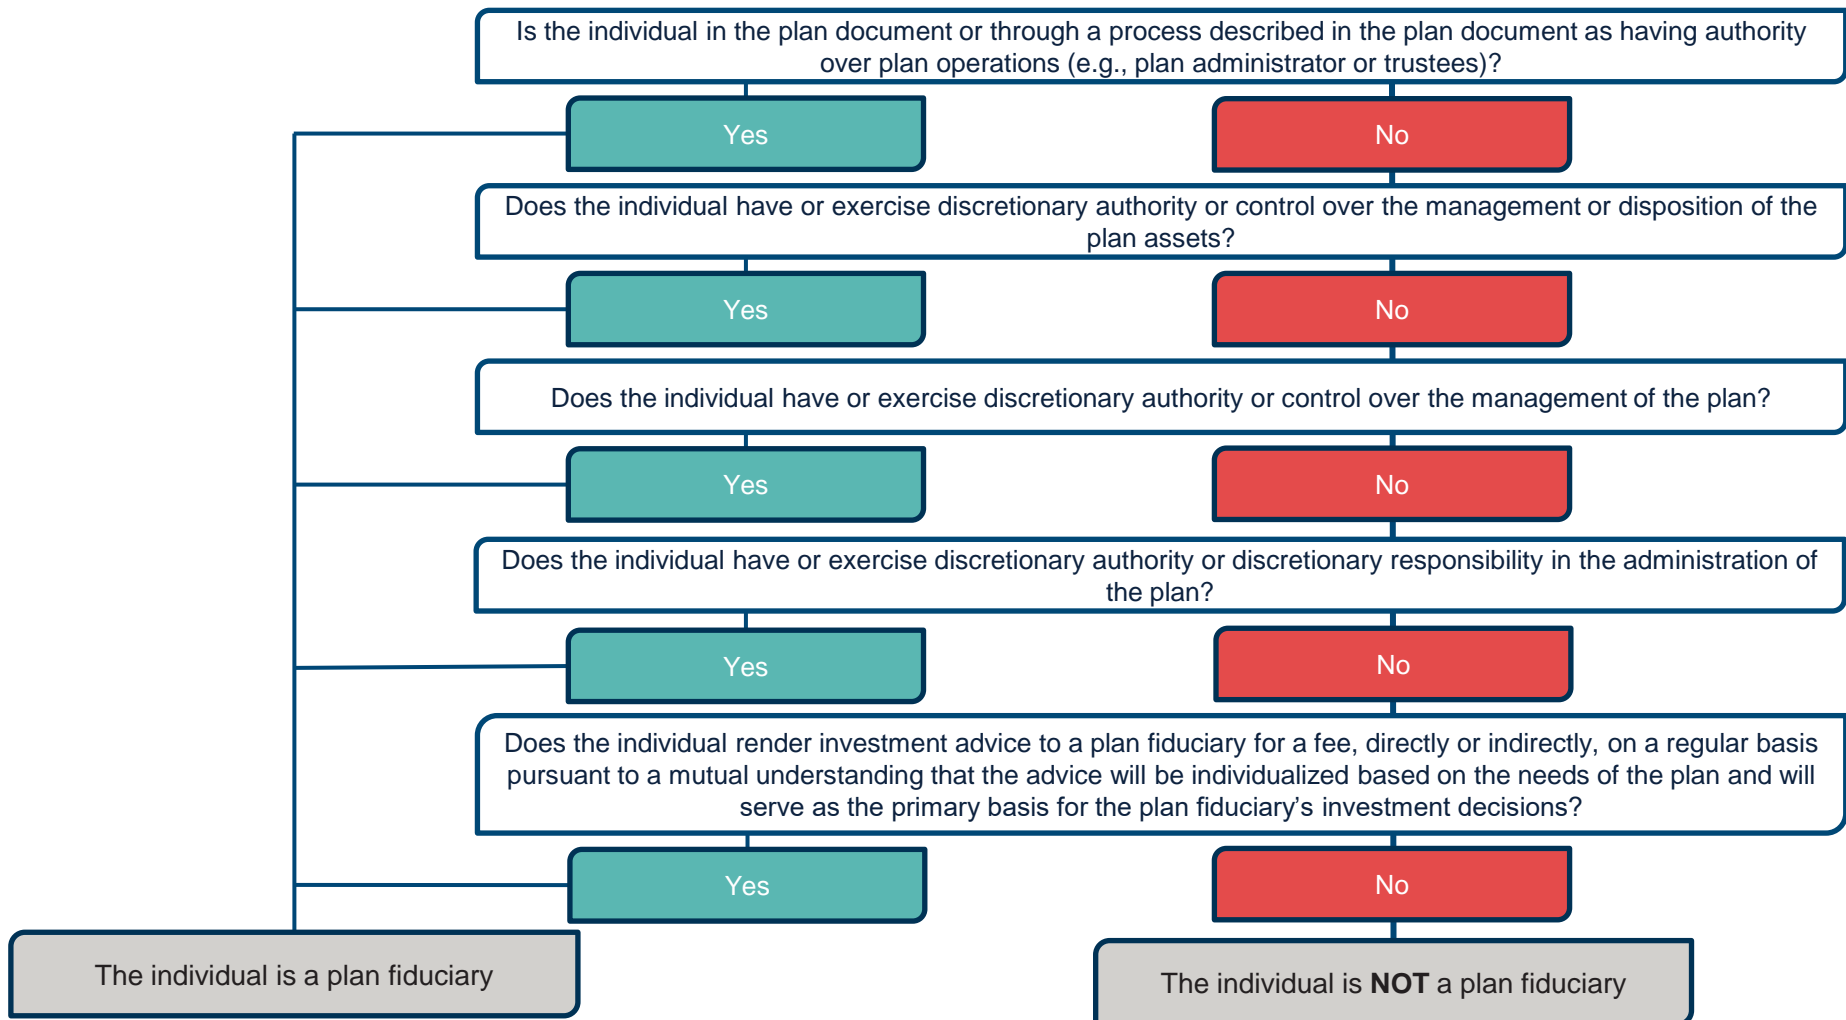 Is the individual in the plan document or through a process described in the plan document as having authority
over plan operations (e.g., plan administrator or trustees)?
Yes
No
Does the individual have or exercise discretionary authority or control over the management or disposition of the
plan assets?
Yes
No
Does the individual have or exercise discretionary authority or control over the management of the plan?
Yes
No
Does the individual have or exercise discretionary authority or discretionary responsibility in the administration of
the plan?
Yes
No
Does the individual render investment advice to a plan fiduciary for a fee, directly or indirectly, on a regular basis
pursuant to a mutual understanding that the advice will be individualized based on the needs of the plan and will
serve as the primary basis for the plan fiduciary’s investment decisions?
Yes
No
The individual is a plan fiduciary
The individual is NOT a plan fiduciary